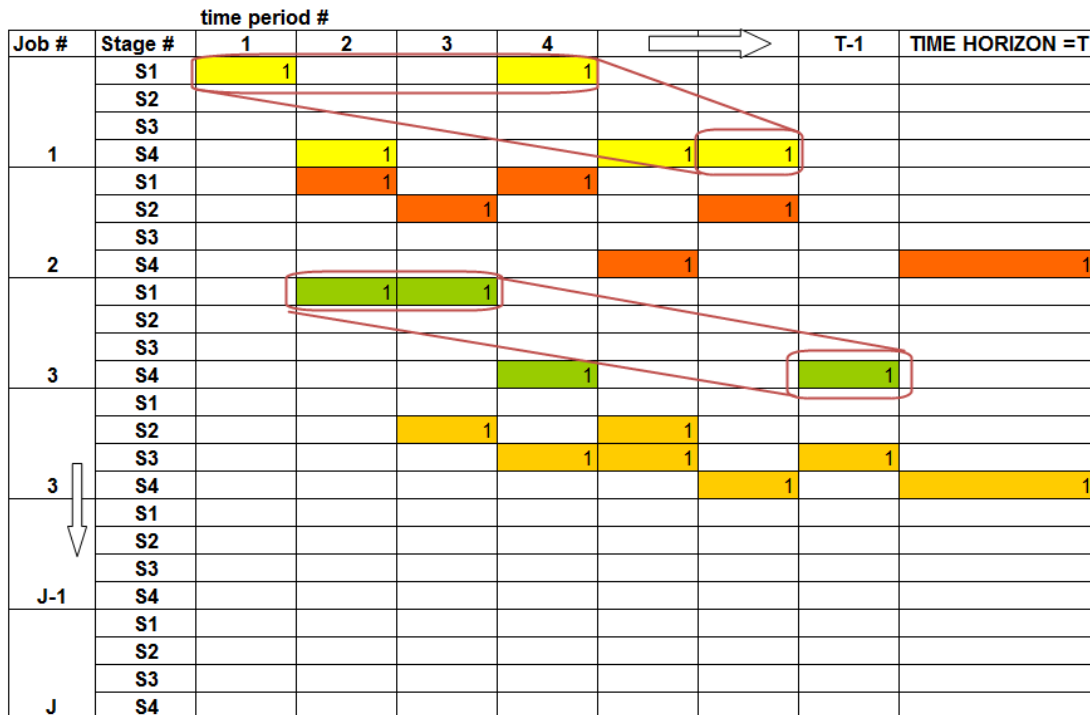 time period #
Job # Stage # 1 2 3 4 T-1 TIME HORIZON =T
S1 1 1
S2
S3
1 S4 1 1 1
S1 1 1
S2 1 1
S3
2 S4 1 1
S1 1 1
S2
S3
3 S4 1 1
S1
S2 1 1
S3 1 1 1
3 S4 1 1
S1
S2
S3
J-1 S4
S1
S2
S3
J S4